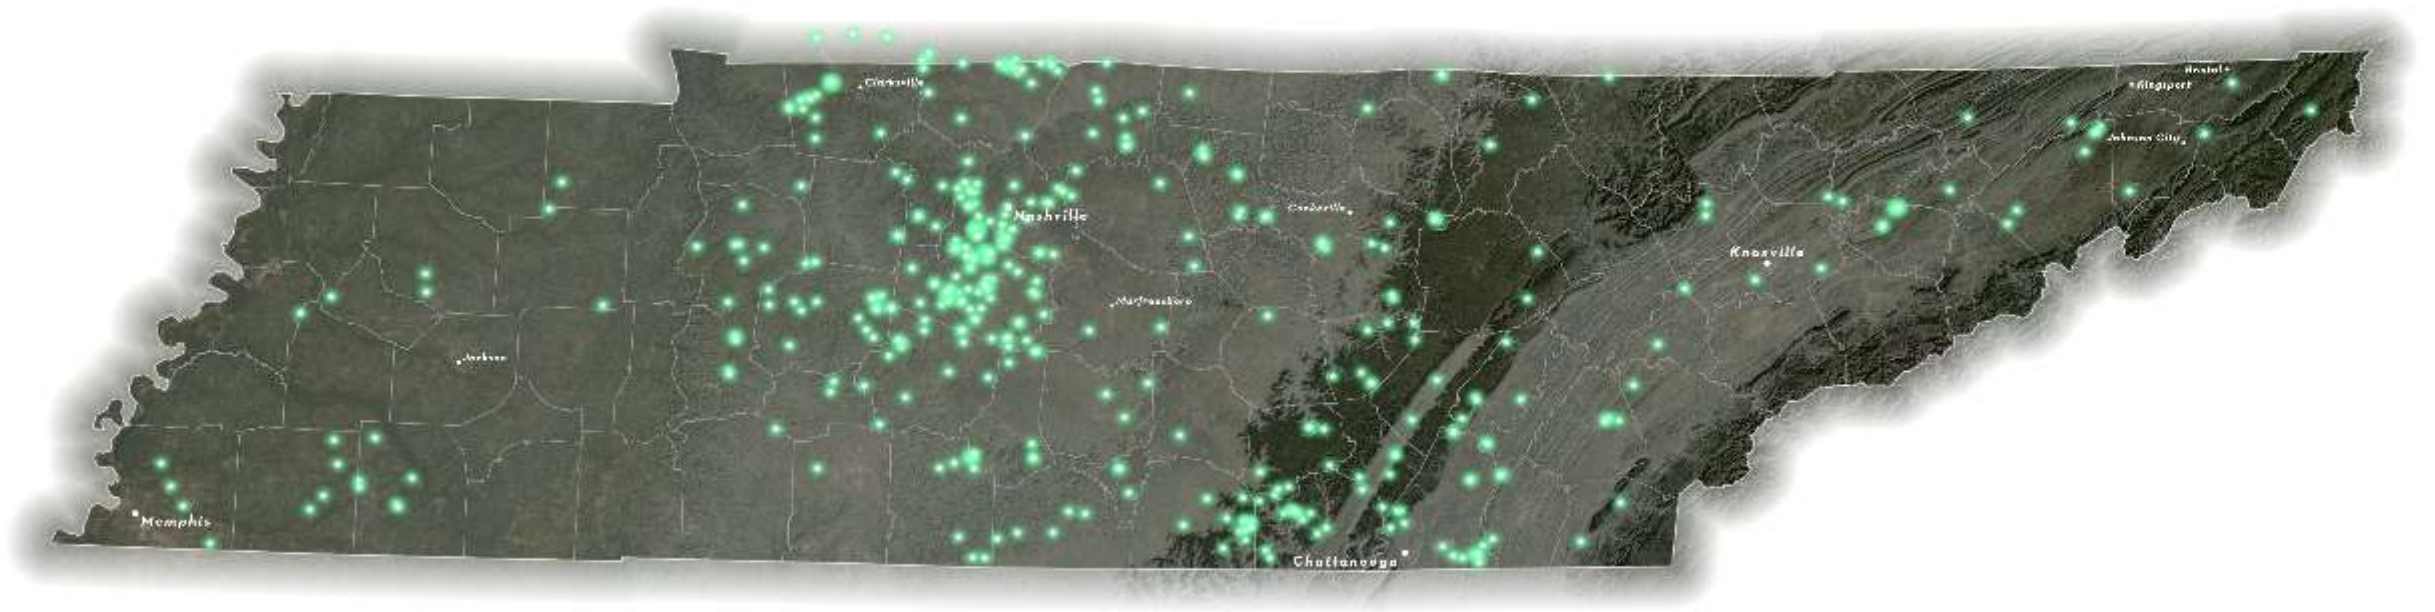 Bristol
Clarksville
Kingsport
Johnson City
Nashville
Cookeville
Knoxville
Murfreesboro
Jackson
Memphis
Chattanooga